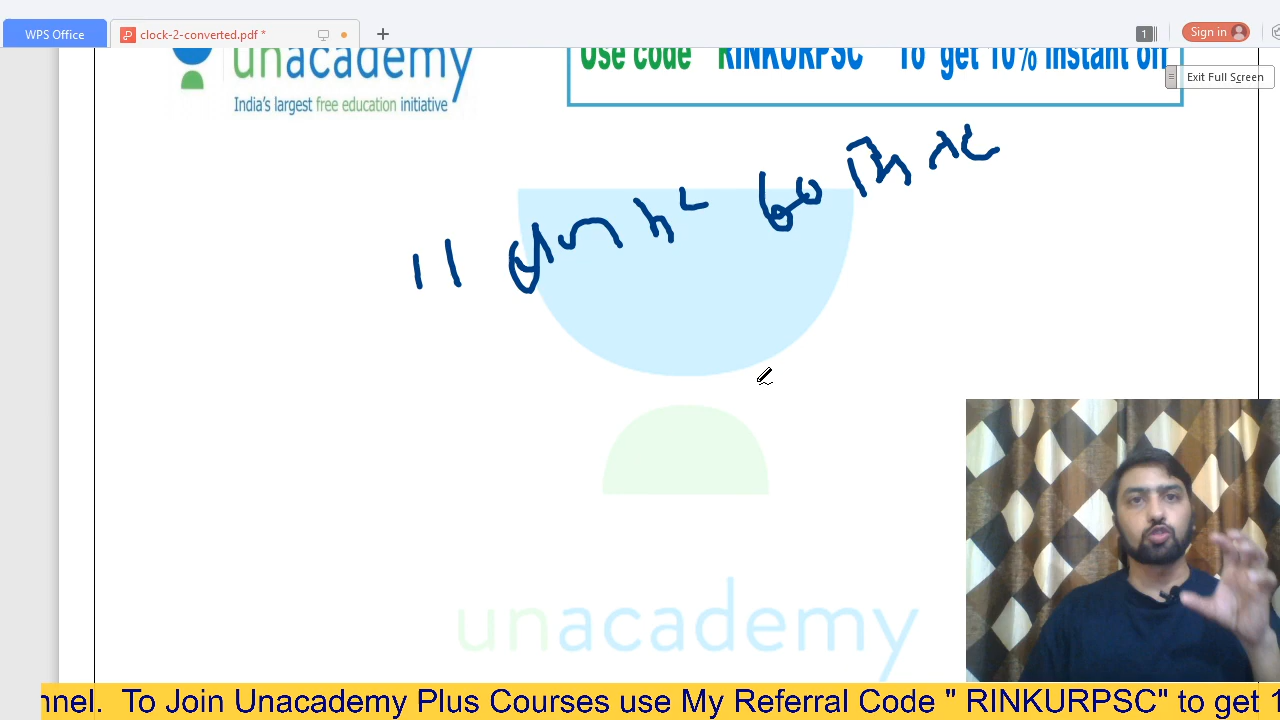 WPS Office
clock-2-converted.pdf *
1
Sign in
Exit Full Screen
unacademy
India's largest free education initiative
Use code "RINKURPSC" To get 10% instant off
11
60
unacademy
nnel. To Join Unacademy Plus Courses use My Referral Code " RINKURPSC" to get 1